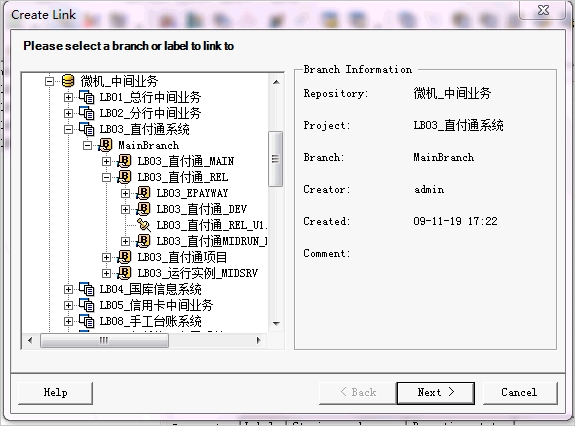 Create Link
Please select a branch or label to link to
微机_中间业务
LB01_总行中间业务
LB02_分行中间业务
LB03_直付通系统
MainBranch
LB03_直付通_MAIN
LB03_直付通_REL
LB03_EPAYWAY
LB03_直付通_DEV
LB03_直付通_REL_U1.
LB03_直付通MIDRUN_
LB03_直付通项目
LB03_运行实例_MIDSRV
LB04_国库信息系统
LB05_信用卡中间业务
LB08_手工台账系统
Branch Information
Repository: 微机_中间业务
Project: LB03_直付通系统
Branch: MainBranch
Creator: admin
Created: 09-11-19 17:22
Comment:
Help
< Back
Next >
Cancel